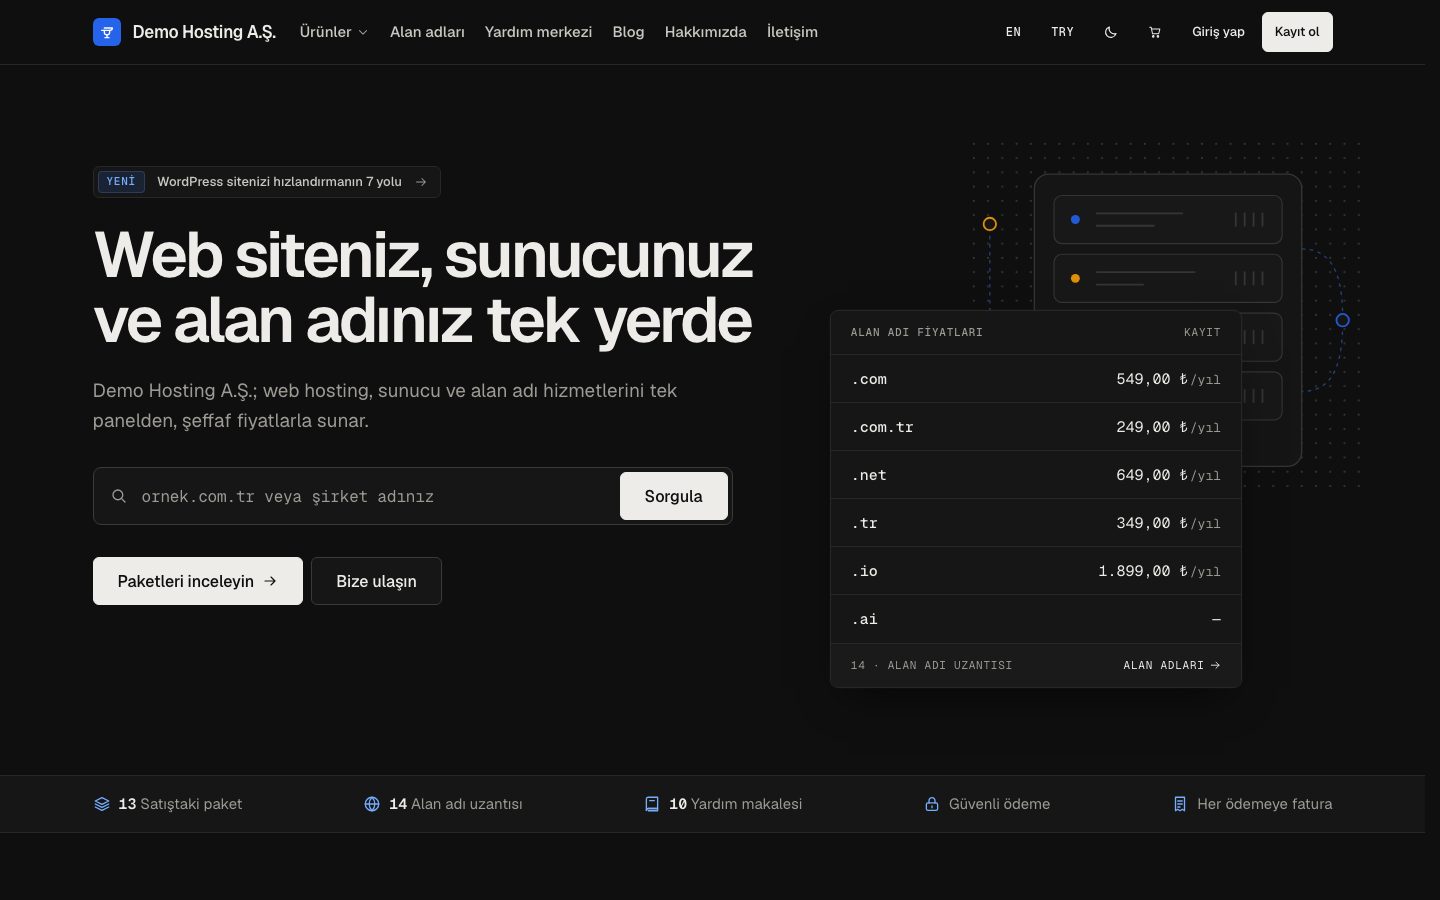 Demo Hosting A.Ş.
Ürünler
Alan adları
Yardım merkezi
Blog
Hakkımızda
İletişim
EN
TRY
Giriş yap
Kayıt ol
YENİ
WordPress sitenizi hızlandırmanın 7 yolu →
Web siteniz, sunucunuz
ve alan adınız tek yerde
Demo Hosting A.Ş.; web hosting, sunucu ve alan adı hizmetlerini tek
panelden, şeffaf fiyatlarla sunar.
ornek.com.tr veya şirket adınız
Sorgula
Paketleri inceleyin →
Bize ulaşın
ALAN ADI FİYATLARI KAYIT
.com 549,00 ₺/yıl
.com.tr 249,00 ₺/yıl
.net 649,00 ₺/yıl
.tr 349,00 ₺/yıl
.io 1.899,00 ₺/yıl
.ai —
14 · ALAN ADI UZANTISI ALAN ADLARI →
13 Satıştaki paket
14 Alan adı uzantısı
10 Yardım makalesi
Güvenli ödeme
Her ödemeye fatura